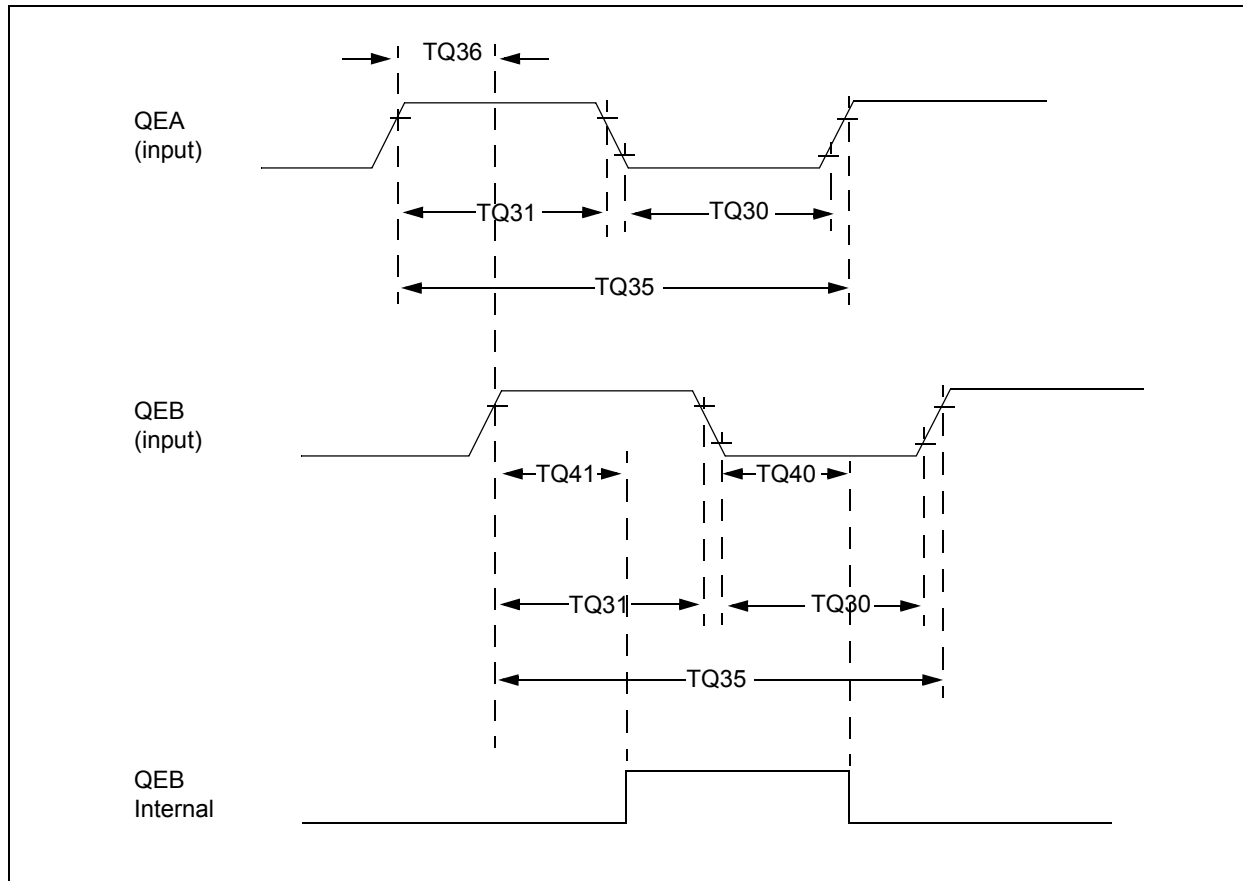 TQ36
QEA
(input)
TQ31
TQ30
TQ35
QEB
(input)
TQ41
TQ40
TQ31
TQ30
TQ35
QEB
Internal